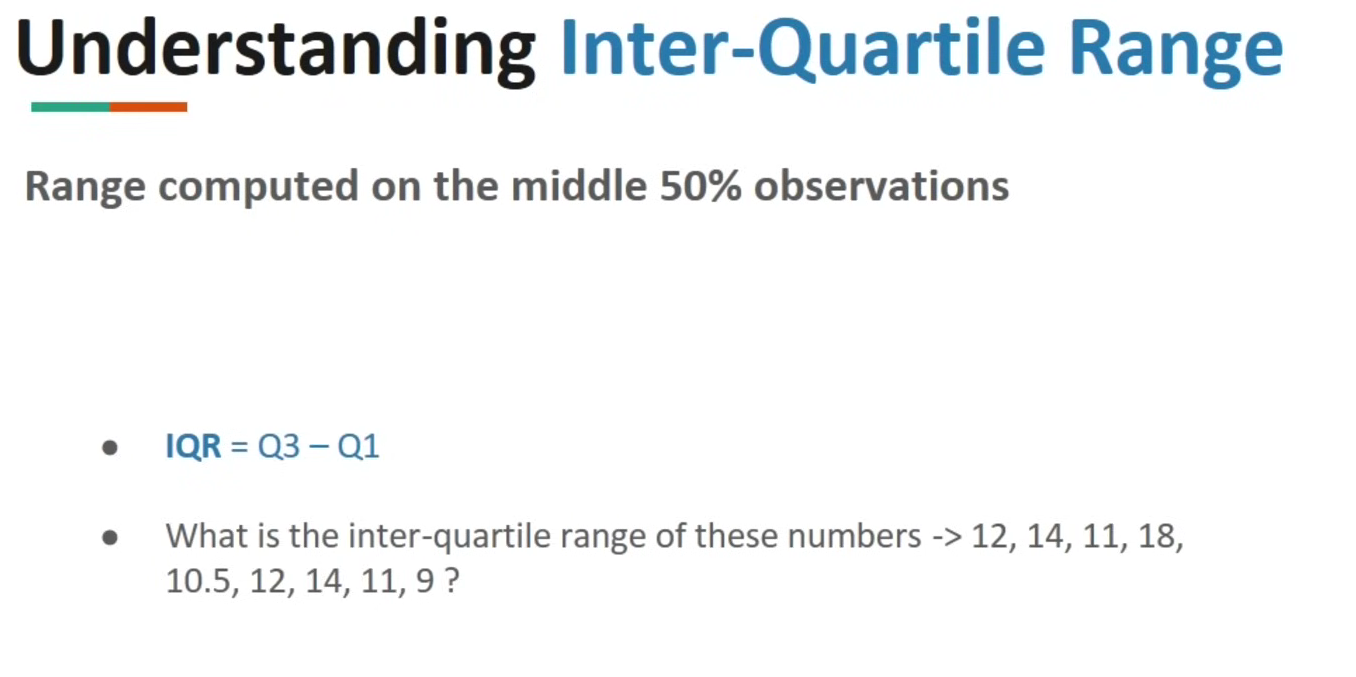 Understanding Inter-Quartile Range
Range computed on the middle 50% observations
● IQR = Q3 – Q1
● What is the inter-quartile range of these numbers -> 12, 14, 11, 18,
10.5, 12, 14, 11, 9 ?